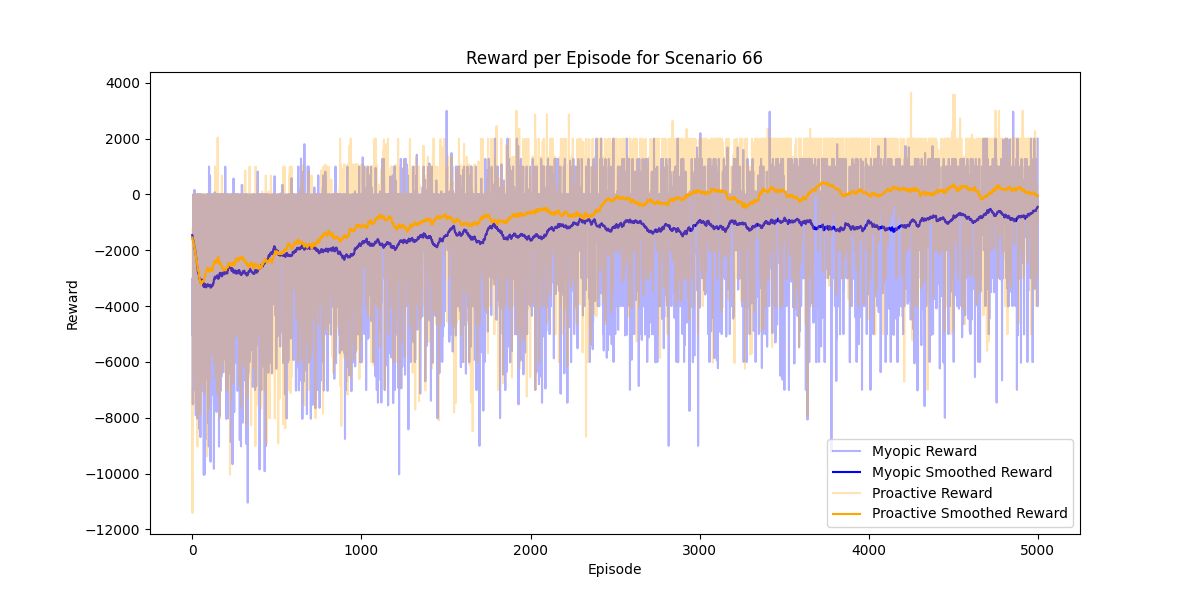 Reward per Episode for Scenario 66
4000
2000
0
−2000
−4000
−6000
−8000
−10000
−12000
Reward
0 1000 2000 3000 4000 5000
Episode
Myopic Reward
Myopic Smoothed Reward
Proactive Reward
Proactive Smoothed Reward